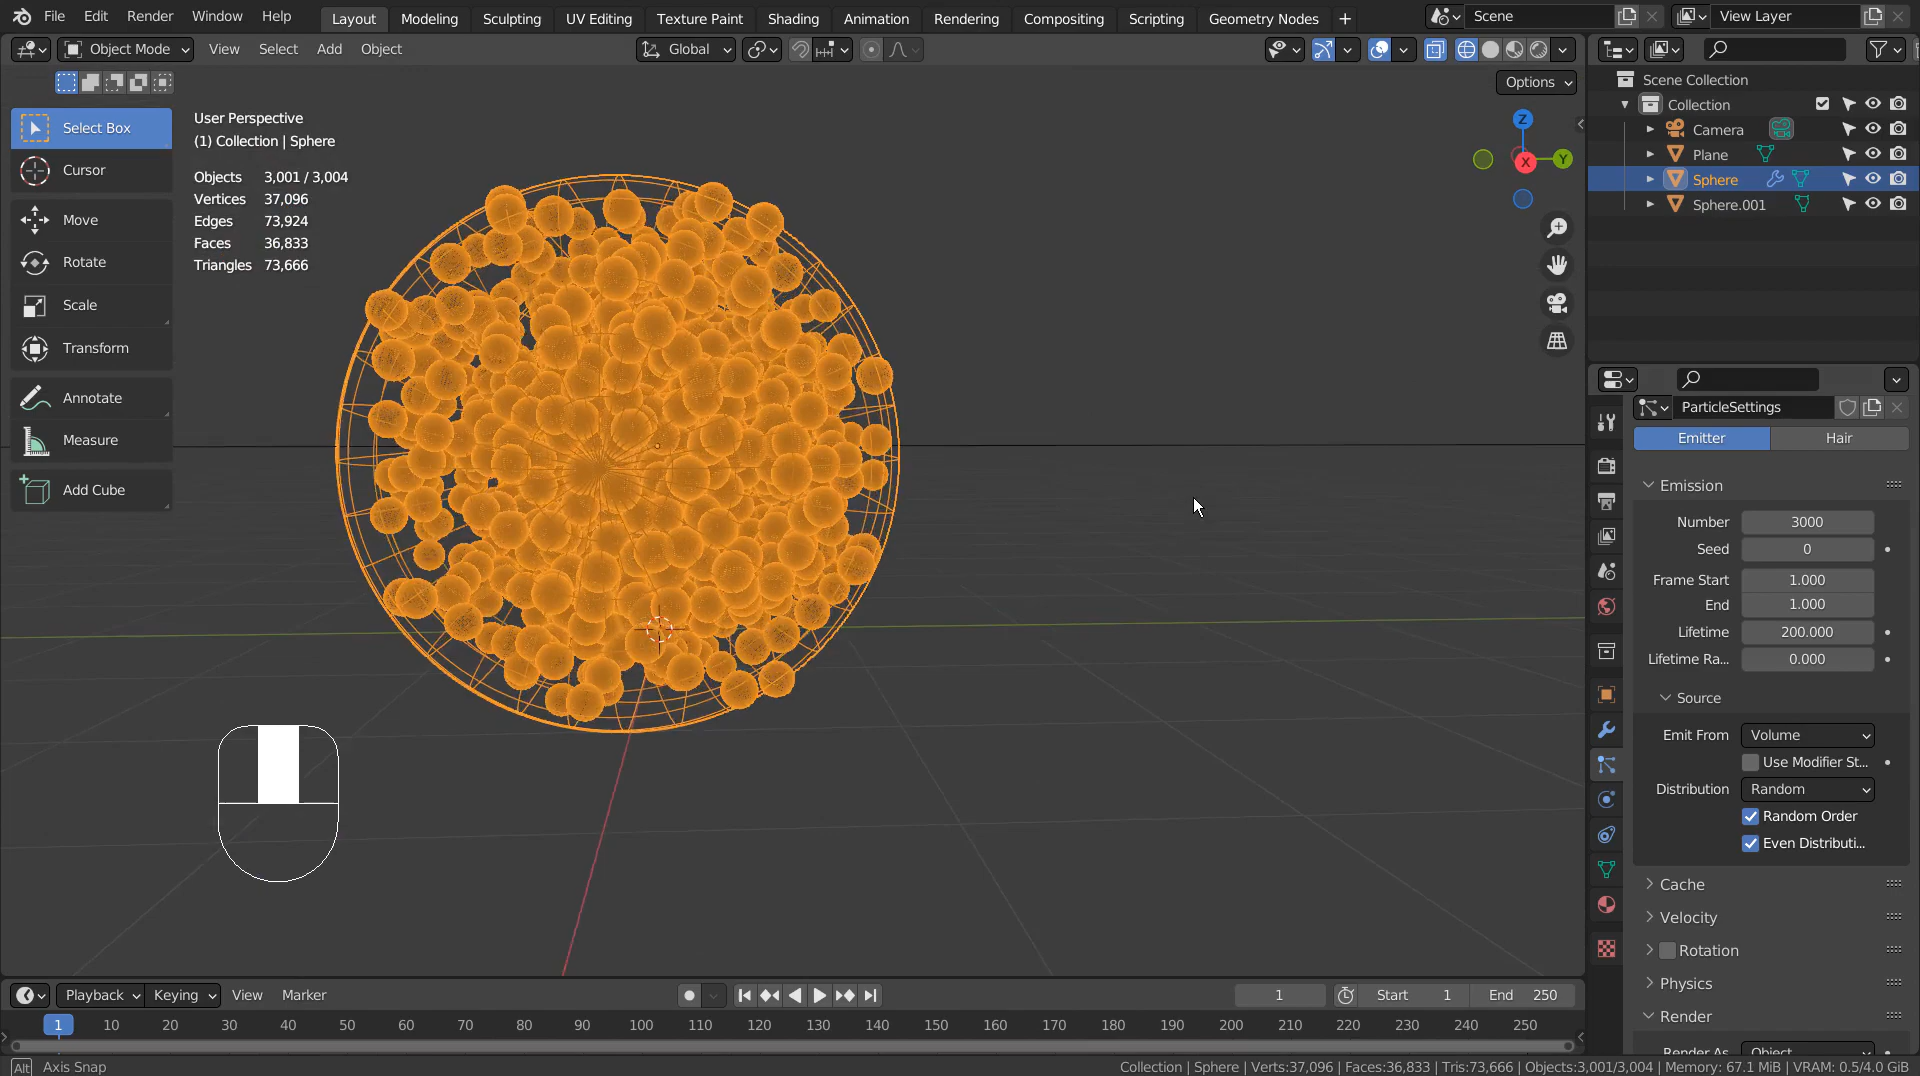 File Edit Render Window Help Layout Modeling Sculpting UV Editing Texture Paint Shading Animation Rendering Compositing Scripting Geometry Nodes + Scene View Layer
Object Mode View Select Add Object Global
Options
Select Box
Cursor
Move
Rotate
Scale
Transform
Annotate
Measure
Add Cube
User Perspective
(1) Collection | Sphere
Objects 3,001 / 3,004
Vertices 37,096
Edges 73,924
Faces 36,833
Triangles 73,666
Z
X
Y
Scene Collection
Collection
Camera
Plane
Sphere
Sphere.001
ParticleSettings
Emitter Hair
Emission
Number 3000
Seed 0
Frame Start 1.000
End 1.000
Lifetime 200.000
Lifetime Ra... 0.000
Source
Emit From Volume
Use Modifier St...
Distribution Random
Random Order
Even Distributi...
Cache
Velocity
Rotation
Physics
Render
Render As Object
Playback Keying View Marker 1 Start 1 End 250
1 10 20 30 40 50 60 70 80 90 100 110 120 130 140 150 160 170 180 190 200 210 220 230 240 250
Alt Axis Snap
Collection | Sphere | Verts:37,096 | Faces:36,833 | Tris:73,666 | Objects:3,001/3,004 | Memory: 67.1 MiB | VRAM: 0.5/4.0 GiB